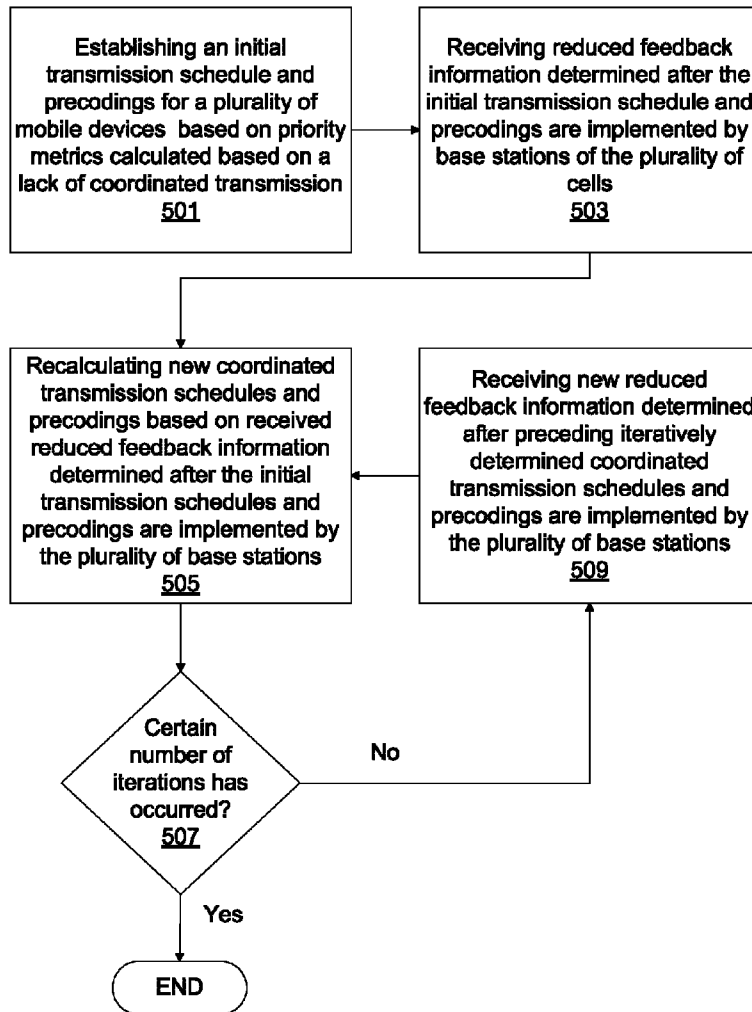 Establishing an initial
transmission schedule and
precodings for a plurality of
mobile devices based on priority
metrics calculated based on a
lack of coordinated transmission
501
Receiving reduced feedback
information determined after the
initial transmission schedule and
precodings are implemented by
base stations of the plurality of
cells
503
Recalculating new coordinated
transmission schedules and
precodings based on received
reduced feedback information
determined after the initial
transmission schedules and
precodings are implemented by
the plurality of base stations
505
Receiving new reduced
feedback information determined
after preceding iteratively
determined coordinated
transmission schedules and
precodings are implemented by
the plurality of base stations
509
Certain
number of
iterations has
occurred?
507
No
Yes
END